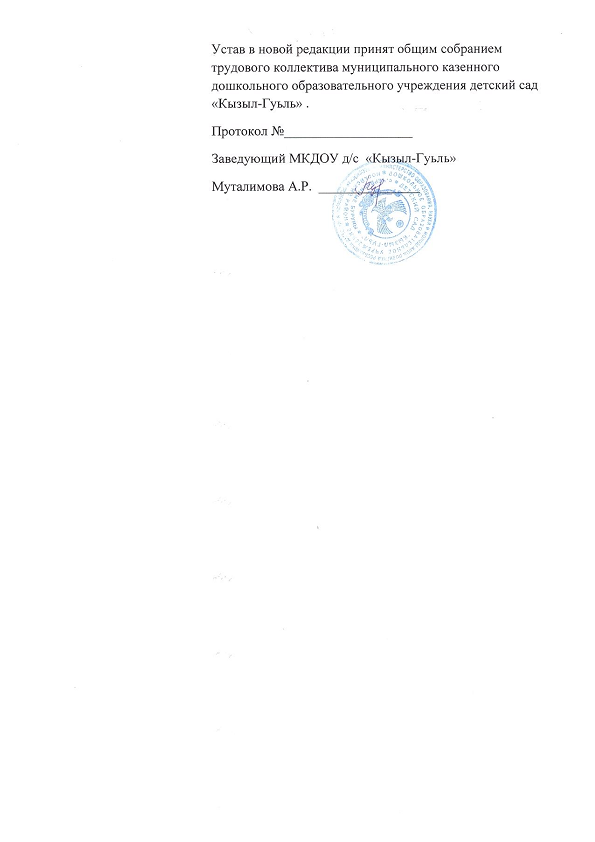 Устав в новой редакции принят общим собранием
трудового коллектива муниципального казенного
дошкольного образовательного учреждения детский сад
«Кызыл-Гуьль» .
Протокол №___________________
Заведующий МКДОУ д/с «Кызыл-Гуьль»
Муталимова А.Р. _______________